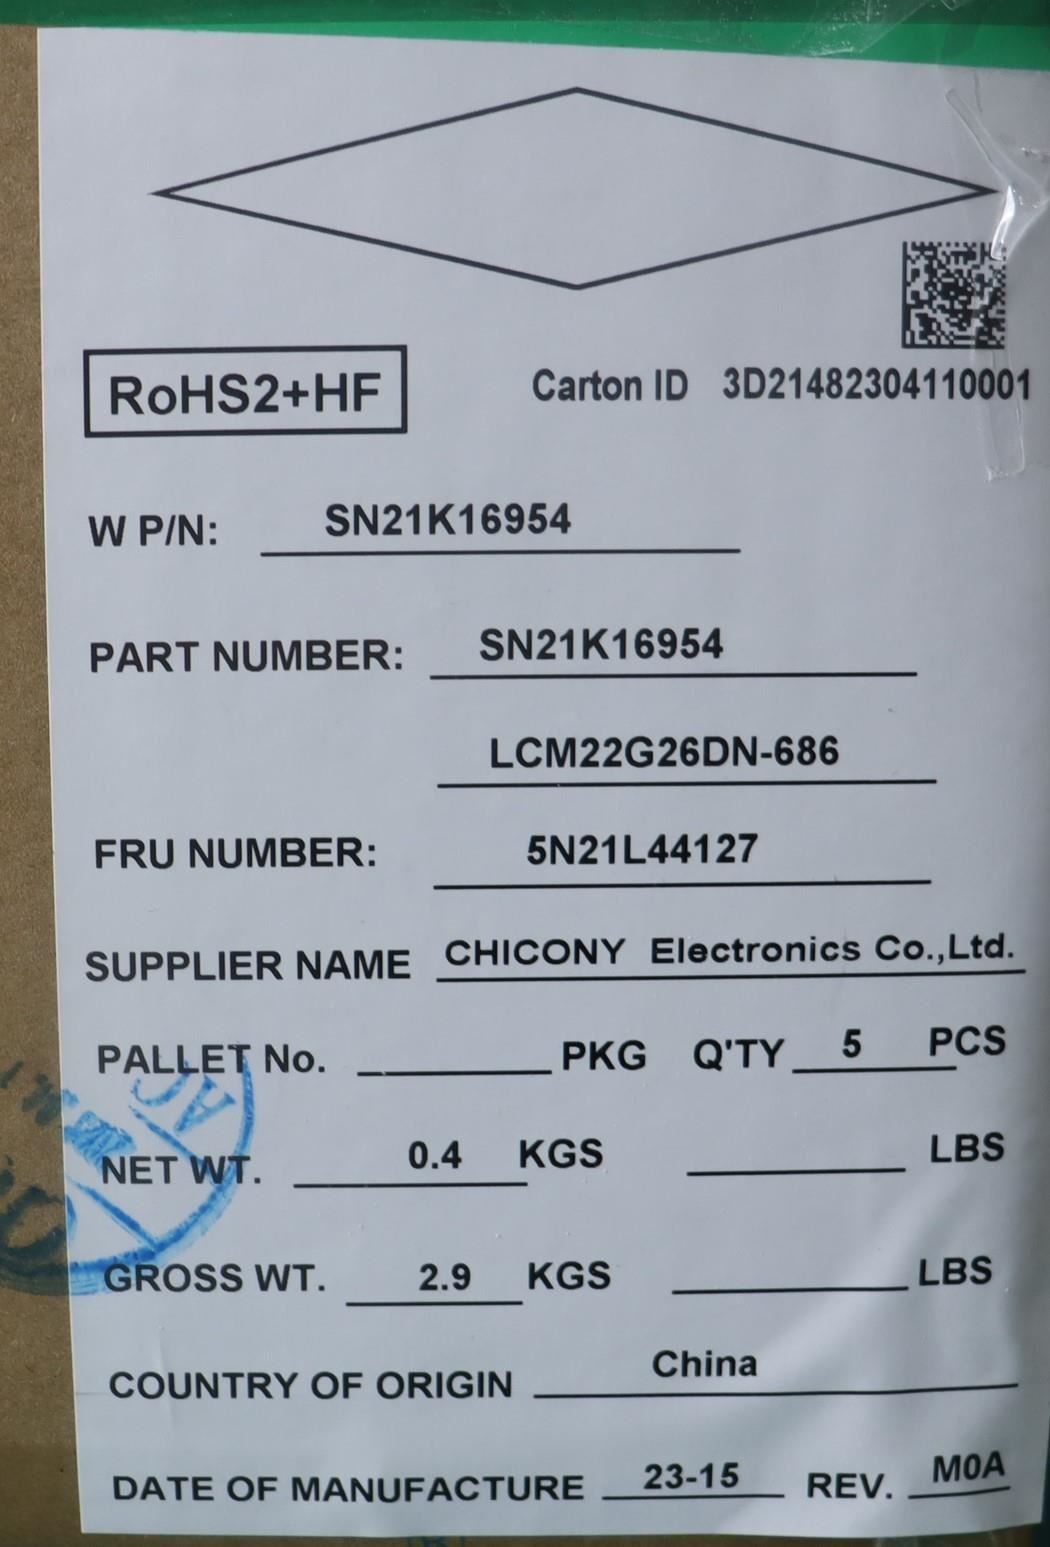 RoHS2+HF
Carton ID 3D21482304110001
W P/N: SN21K16954
PART NUMBER: SN21K16954
LCM22G26DN-686
FRU NUMBER: 5N21L44127
SUPPLIER NAME CHICONY Electronics Co.,Ltd.
PALLET No. PKG Q'TY 5 PCS
NET WT. 0.4 KGS LBS
GROSS WT. 2.9 KGS LBS
COUNTRY OF ORIGIN China
DATE OF MANUFACTURE 23-15 REV. M0A